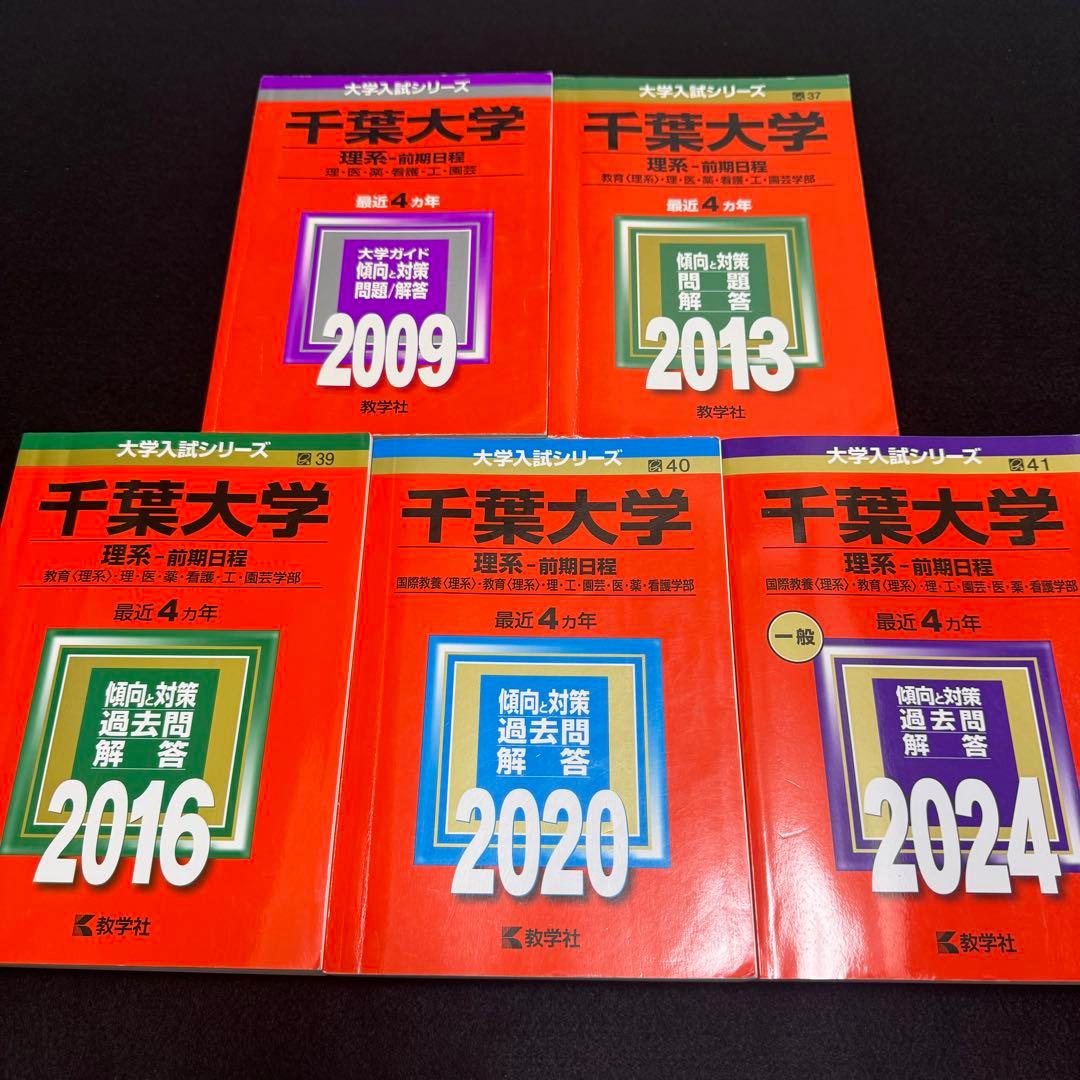 大学入試シリーズ
千葉大学
理系-前期日程
理・医・薬・看護・工・園芸
最近4カ年
大学ガイド
傾向と対策
問題/解答
2009
教学社
大学入試シリーズ
37
千葉大学
理系-前期日程
教育〈理系〉・理・医・薬・看護・工・園芸学部
最近4カ年
傾向と対策
問題
解答
2013
教学社
大学入試シリーズ
39
千葉大学
理系-前期日程
教育〈理系〉・理・医・薬・看護・工・園芸学部
最近4カ年
傾向と対策
過去問
解答
2016
教学社
大学入試シリーズ
40
千葉大学
理系-前期日程
国際教養〈理系〉・教育〈理系〉・理・工・園芸・医・薬・看護学部
最近4カ年
傾向と対策
過去問
解答
2020
教学社
大学入試シリーズ
41
千葉大学
理系-前期日程
国際教養〈理系〉・教育〈理系〉・理・工・園芸・医・薬・看護学部
最近4カ年
一般
傾向と対策
過去問
解答
2024
教学社